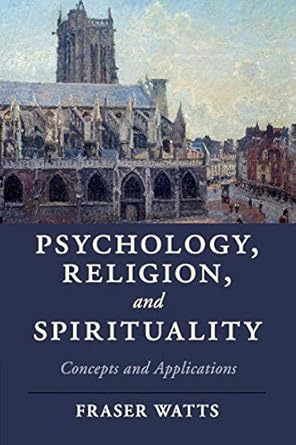 PSYCHOLOGY,
RELIGION,
and
SPIRITUALITY
Concepts and Applications
FRASER WATTS